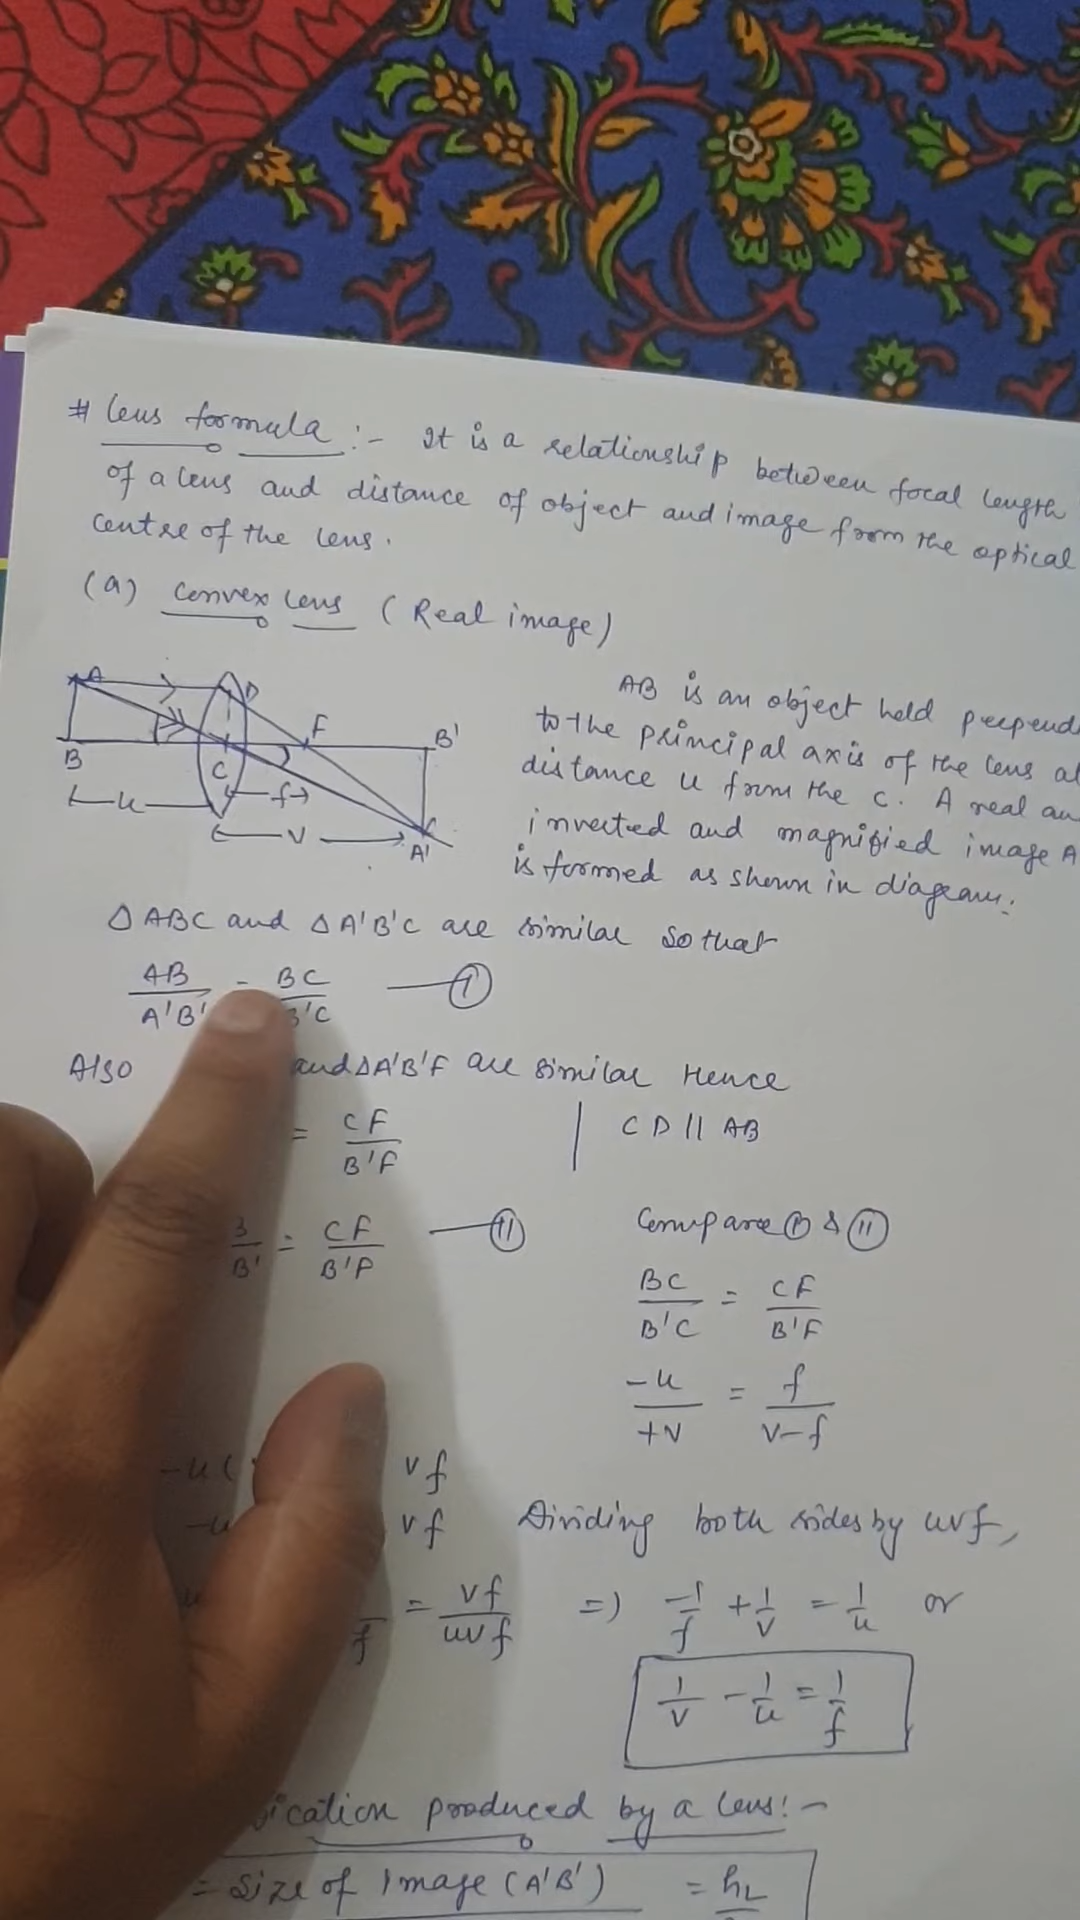 # Lens formula :- It is a relationship between focal length
of a lens and distance of object and image from the optical
centre of the lens.
(a) Convex lens (Real image)
A
D
F
B'
B
C
u
f
v
A'
AB is an object held perpend
to the principal axis of the lens at
distance u from the C. A real an
inverted and magnified image A
is formed as shown in diagram:
Δ ABC and Δ A'B'C are similar so that
AB/A'B' = BC/B'C — (I)
Also and Δ A'B'F are similar Hence
= CF/B'F | CD || AB
= CF/B'F — (II)
Compare (I) & (II)
BC/B'C = CF/B'F
-u/+v = f/v-f
-u( vf
-u vf Dividing both sides by uvf,
= vf/uvf => -1/f + 1/v = 1/u or
1/v - 1/u = 1/f
ication produced by a lens :-
= Size of Image (A'B') =